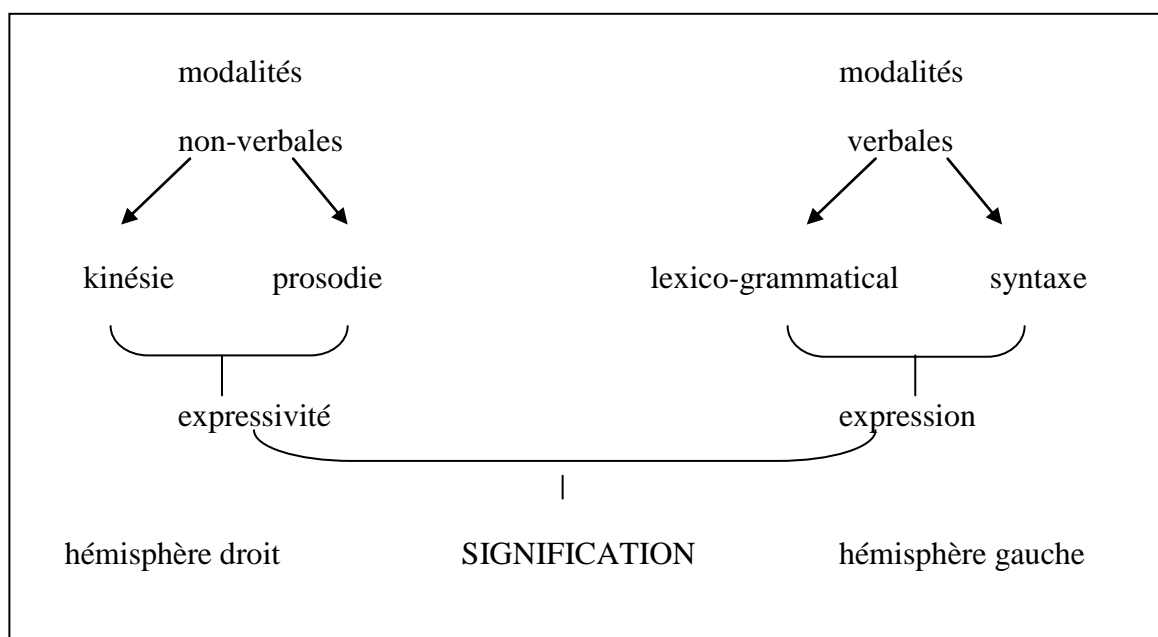 modalités modalités
non-verbales verbales
kinésie prosodie lexico-grammatical syntaxe
expressivité expression
hémisphère droit SIGNIFICATION hémisphère gauche